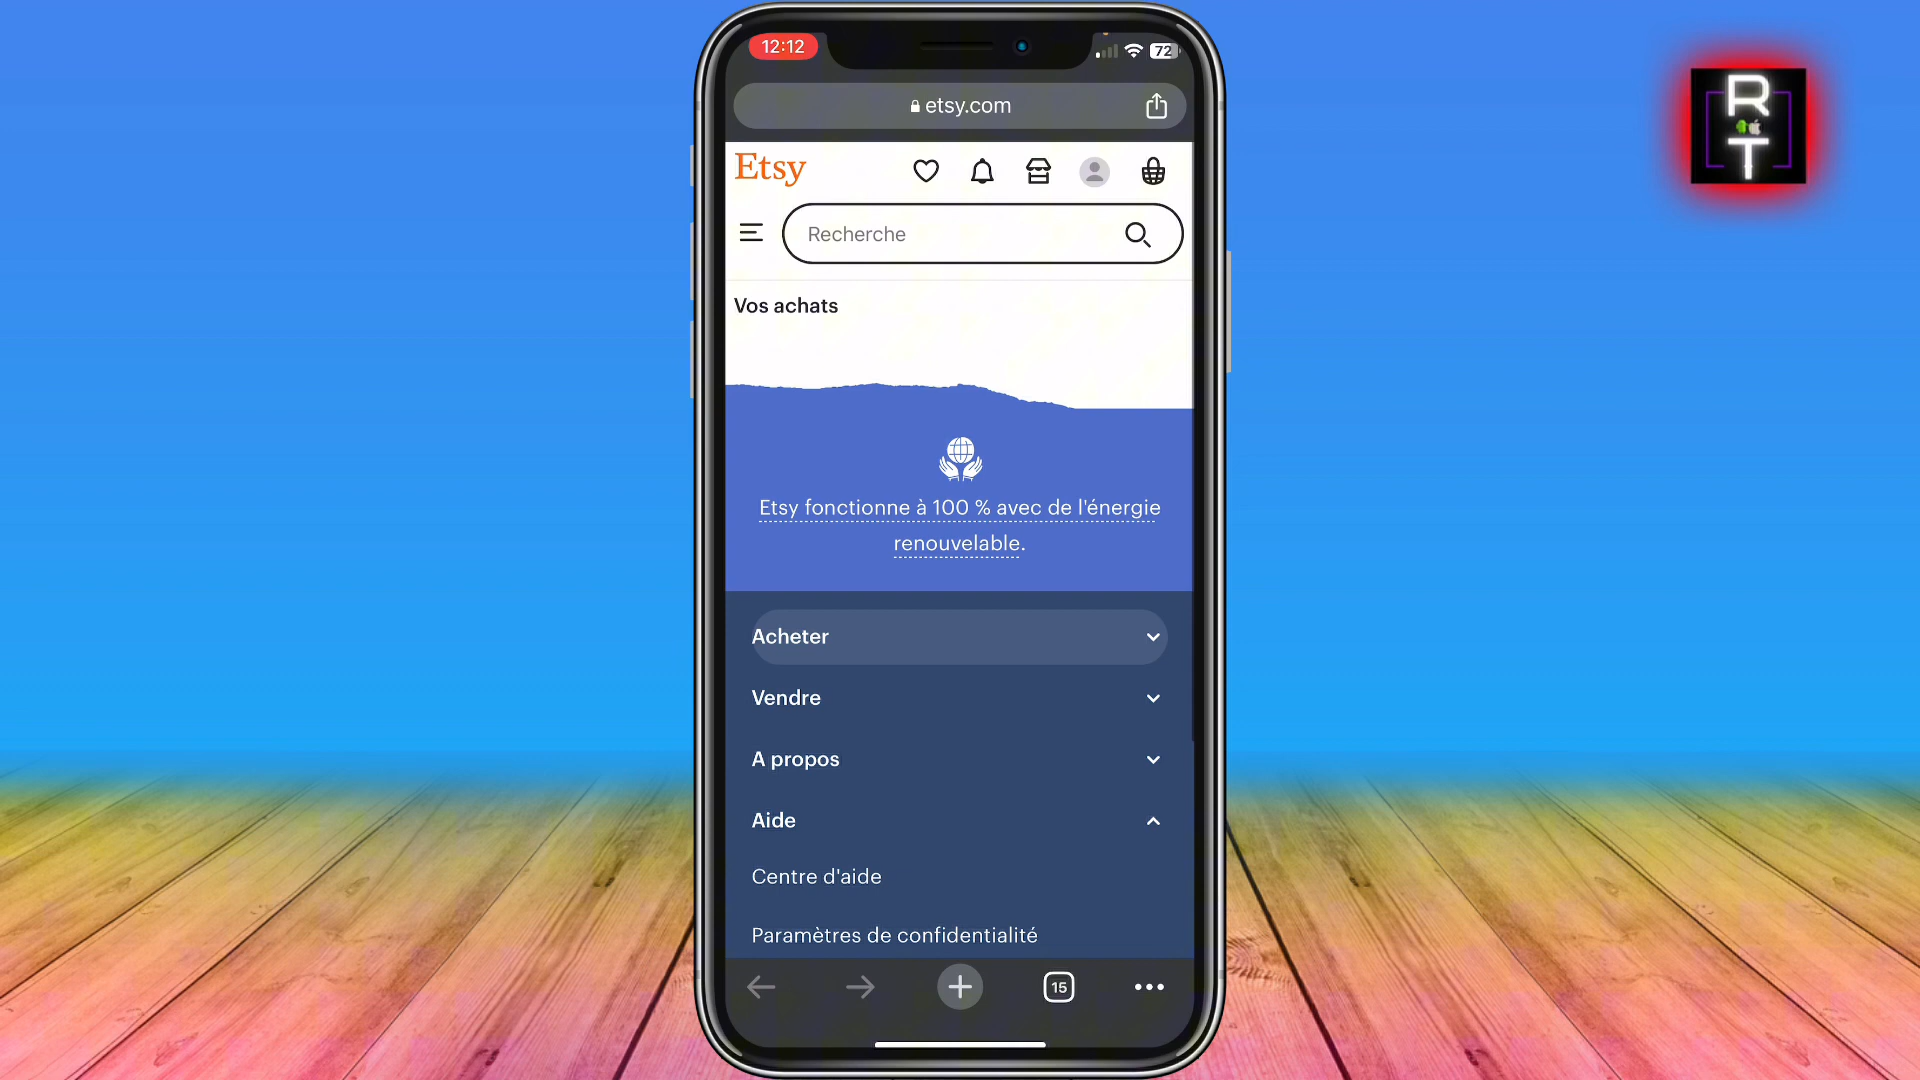 12:12
72
etsy.com
Etsy
Recherche
Vos achats
Etsy fonctionne à 100 % avec de l'énergie
renouvelable.
Acheter
Vendre
A propos
Aide
Centre d'aide
Paramètres de confidentialité
15
R
T